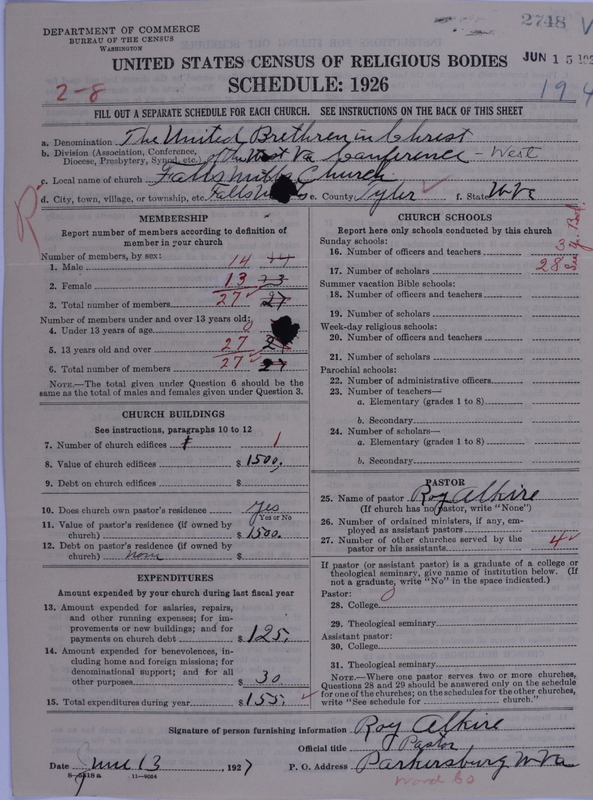 DEPARTMENT OF COMMERCE
BUREAU OF THE CENSUS
WASHINGTON
2748
JUN 15 192
UNITED STATES CENSUS OF RELIGIOUS BODIES
SCHEDULE: 1926
2-8
194
FILL OUT A SEPARATE SCHEDULE FOR EACH CHURCH. SEE INSTRUCTIONS ON THE BACK OF THIS SHEET
a. Denomination The United Brethren in Christ
b. Division (Association, Conference, Diocese, Presbytery, Synod, etc.) of the West Va Conference - West
c. Local name of church Falls Mills Church
d. City, town, village, or township, etc. Falls Mills e. County Tyler f. State W Va
MEMBERSHIP
Report number of members according to definition of
member in your church
Number of members, by sex:
1. Male 14 14
2. Female 13 13
3. Total number of members 27 27
Number of members under and over 13 years old:
4. Under 13 years of age 0
5. 13 years old and over 27 27
6. Total number of members 27 27
NOTE.—The total given under Question 6 should be
the same as the total of males and females given under Question 3.
CHURCH BUILDINGS
See instructions, paragraphs 10 to 12
7. Number of church edifices 1 1
8. Value of church edifices $ 1500.
9. Debt on church edifices $
10. Does church own pastor's residence yes
Yes or No
11. Value of pastor's residence (if owned by
church) $ 1500.
12. Debt on pastor's residence (if owned by
church) none $
EXPENDITURES
Amount expended by your church during last fiscal year
13. Amount expended for salaries, repairs,
and other running expenses; for im-
provements or new buildings; and for
payments on church debt $ 125.
14. Amount expended for benevolences, in-
cluding home and foreign missions; for
denominational support; and for all
other purposes $ 30.
15. Total expenditures during year $ 155.
CHURCH SCHOOLS
Report here only schools conducted by this church
Sunday schools:
16. Number of officers and teachers 3
17. Number of scholars 28
Summer vacation Bible schools:
18. Number of officers and teachers
19. Number of scholars
Week-day religious schools:
20. Number of officers and teachers
21. Number of scholars
Parochial schools:
22. Number of administrative officers
23. Number of teachers—
a. Elementary (grades 1 to 8)
b. Secondary
24. Number of scholars—
a. Elementary (grades 1 to 8)
b. Secondary
PASTOR
25. Name of pastor Roy Alkire
(If church has no pastor, write "None")
26. Number of ordained ministers, if any, em-
ployed as assistant pastors
27. Number of other churches served by the
pastor or his assistants 4
If pastor (or assistant pastor) is a graduate of a college or
theological seminary, give name of institution below. (If
not a graduate, write "No" in the space indicated.)
Pastor:
28. College
29. Theological seminary
Assistant pastor:
30. College
31. Theological seminary
NOTE.—Where one pastor serves two or more churches,
Questions 28 and 29 should be answered only on the schedule
for one of the churches; on the schedules for the other churches,
write "See schedule for church."
Signature of person furnishing information Roy Alkire
Official title Pastor
Date June 13, 1927 P. O. Address Parkersburg W Va
11—9064
Wood Co